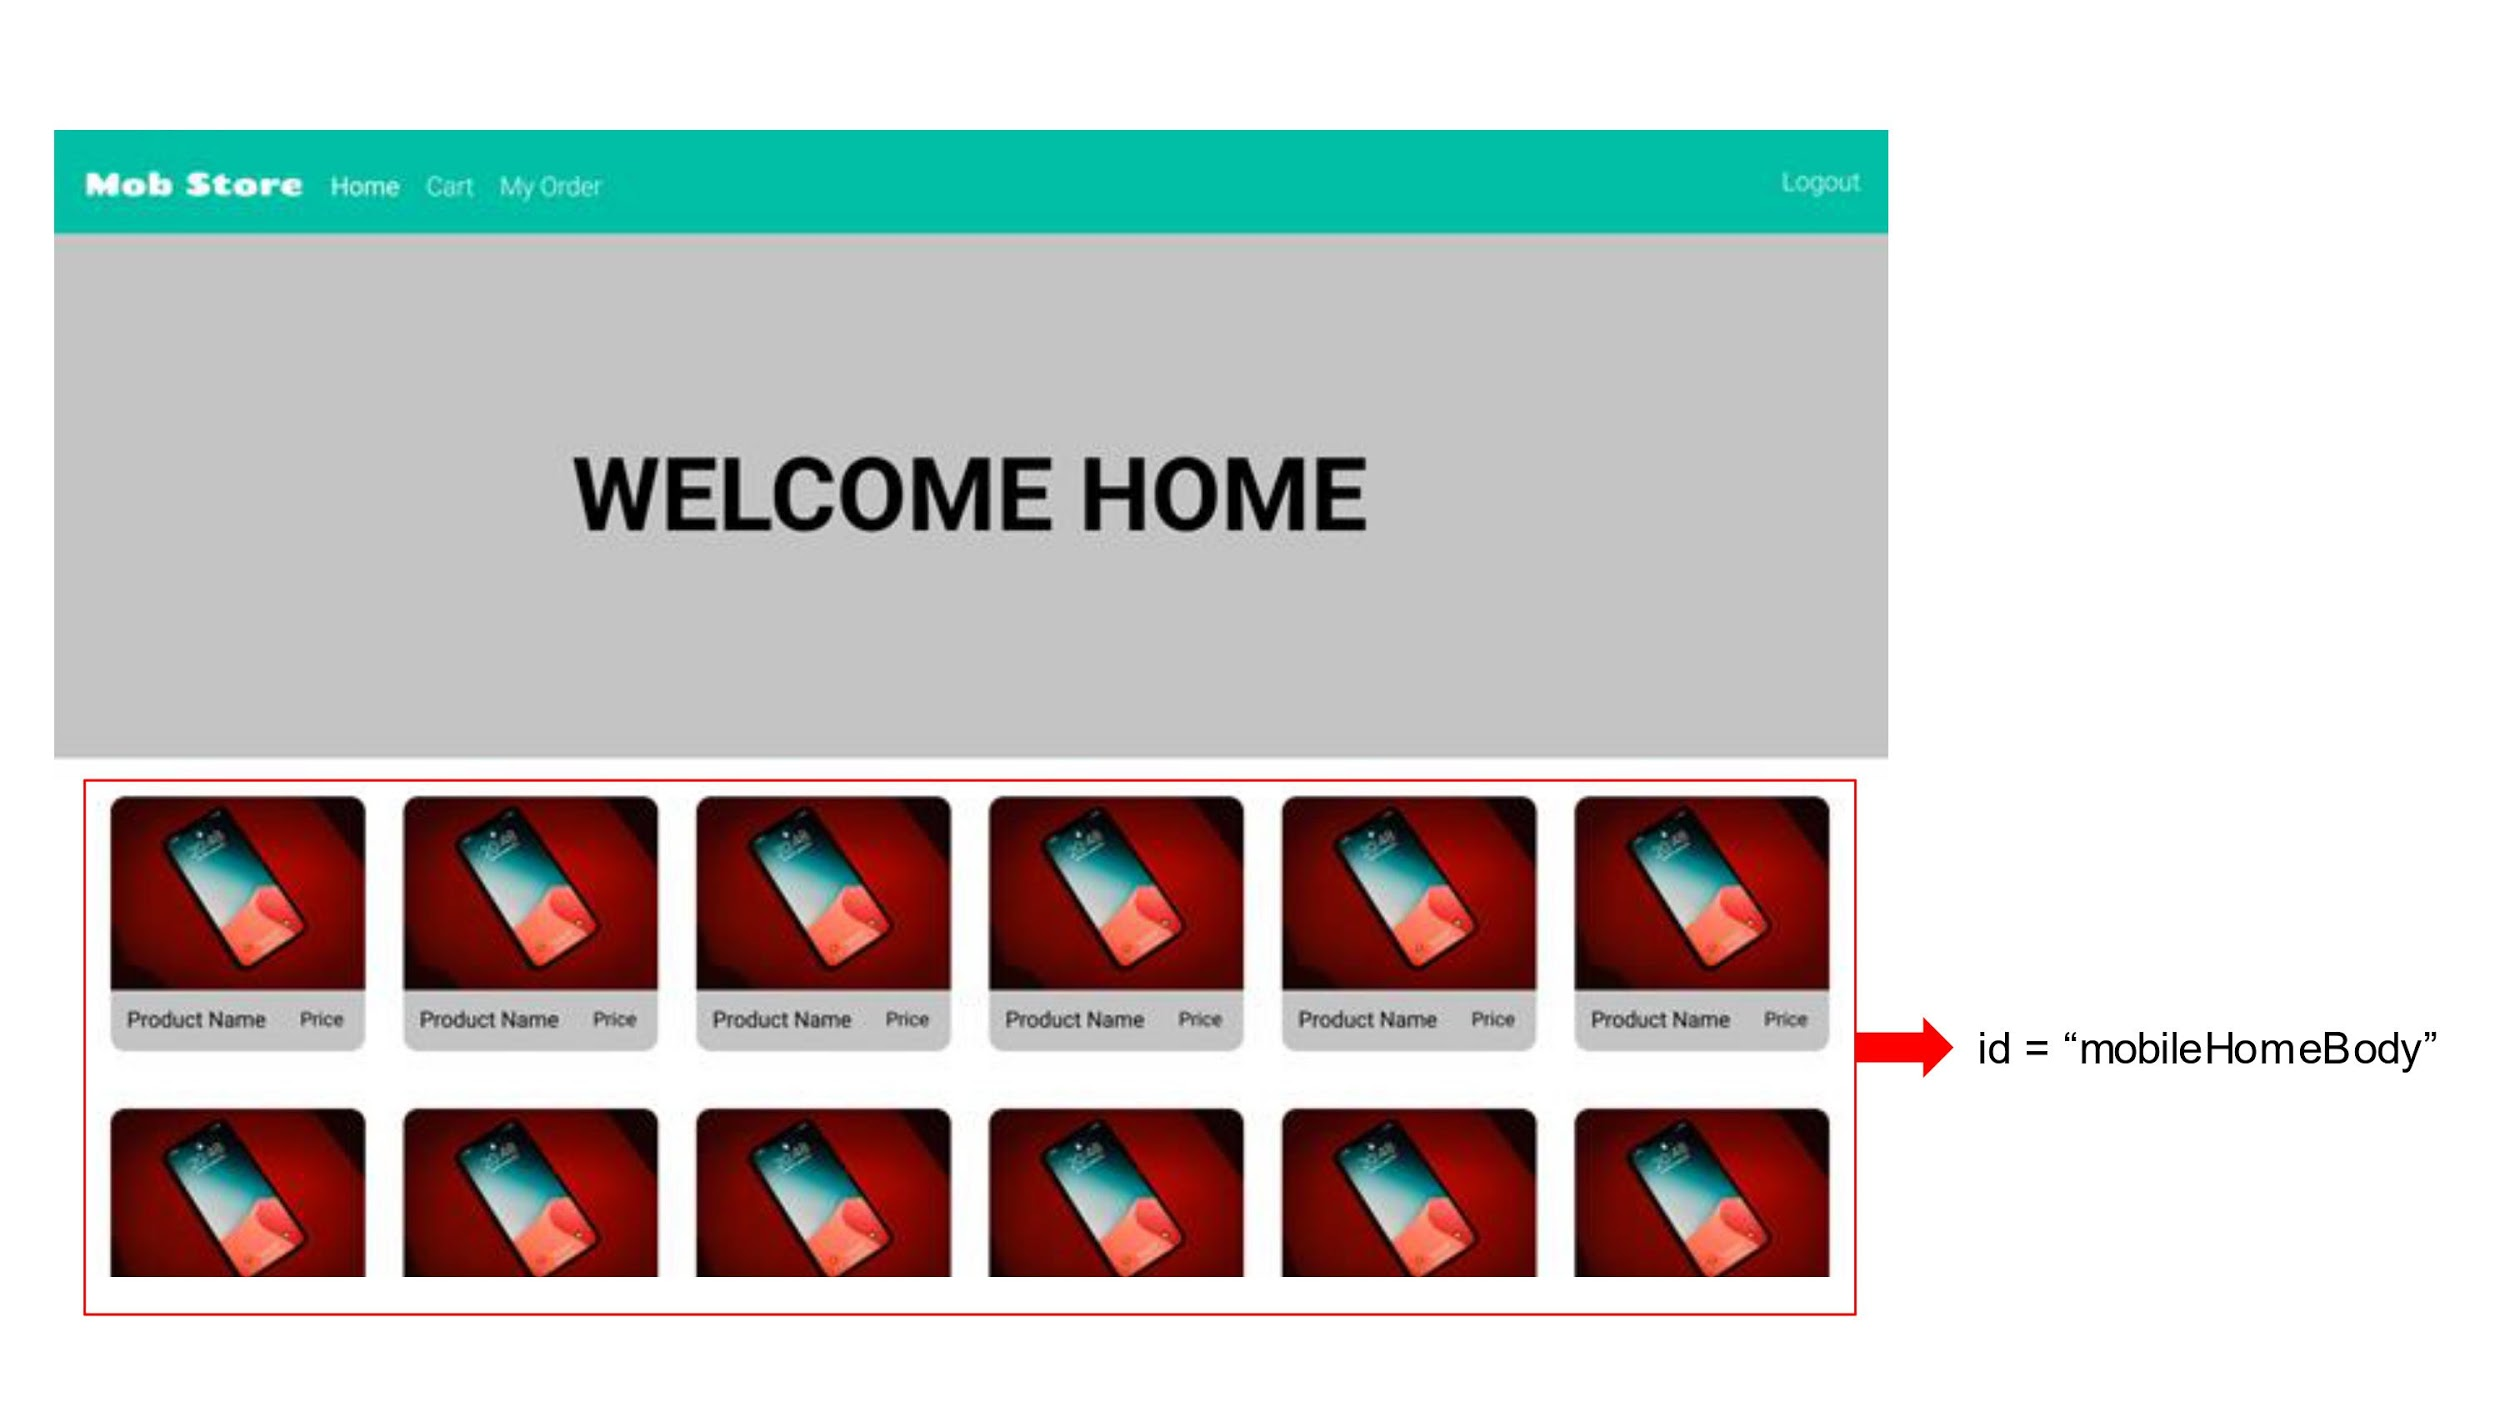 Mob Store Home Cart My Order Logout
WELCOME HOME
Product Name Price Product Name Price Product Name Price Product Name Price Product Name Price Product Name Price
id = “mobileHomeBody”